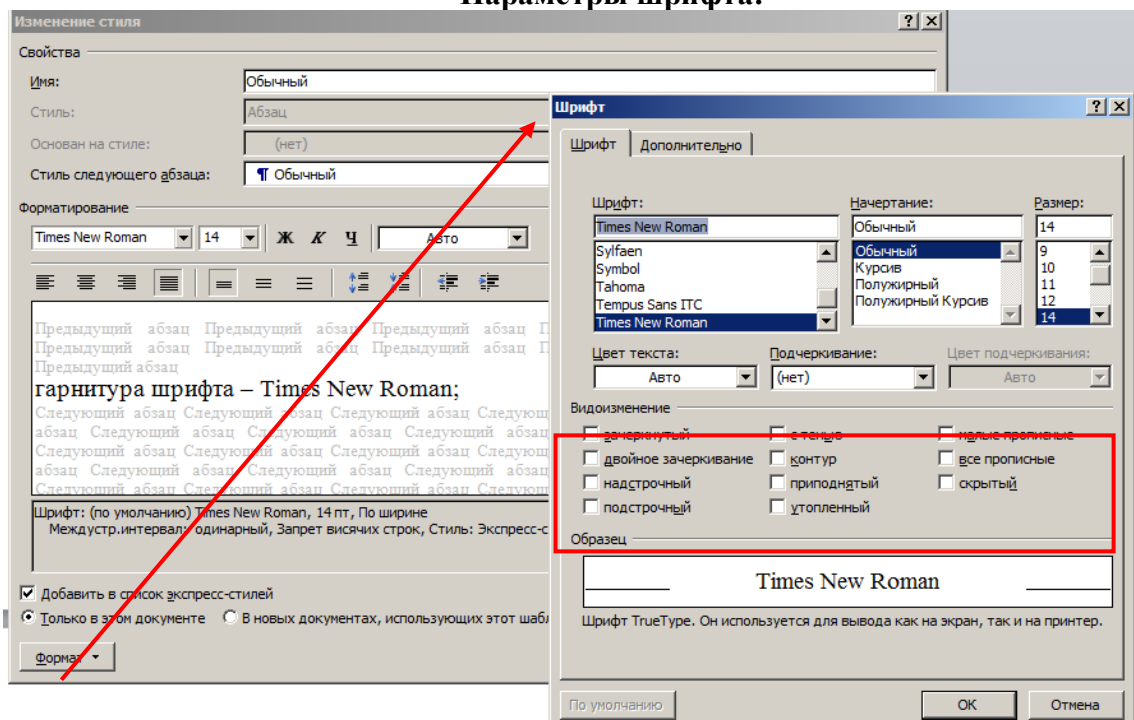 Параметры шрифта:
Изменение стиля
Свойства
Имя:
Обычный
Стиль:
Абзац
Основан на стиле:
(нет)
Стиль следующего абзаца:
¶ Обычный
Форматирование
Times New Roman 14 Ж К Ч Авто
Предыдущий абзац Предыдущий абзац Предыдущий абзац
Предыдущий абзац Предыдущий абзац Предыдущий абзац
Предыдущий абзац
гарнитура шрифта – Times New Roman;
Следующий абзац Следующий абзац Следующий абзац Следующ
абзац Следующий абзац Следующий абзац Следующий абзац
Следующий абзац Следующий абзац Следующий абзац Следующ
абзац Следующий абзац Следующий абзац Следующий абзац
Следующий абзац Следующий абзац Следующий абзац Следующ
Шрифт: (по умолчанию) Times New Roman, 14 пт, По ширине
Междустр.интервал: одинарный, Запрет висячих строк, Стиль: Экспресс-с
Добавить в список экспресс-стилей
Только в этом документе В новых документах, использующих этот шаб
Формат
Шрифт
Шрифт Дополнительно
Шрифт: Начертание: Размер:
Times New Roman Обычный 14
Sylfaen Обычный 9
Symbol Курсив 10
Tahoma Полужирный 11
Tempus Sans ITC Полужирный Курсив 12
Times New Roman 14
Цвет текста: Подчеркивание: Цвет подчеркивания:
Авто (нет) Авто
Видоизменение
зачеркнутый с тенью малые прописные
двойное зачеркивание контур все прописные
надстрочный приподнятый скрытый
подстрочный утопленный
Образец
Times New Roman
Шрифт TrueType. Он используется для вывода как на экран, так и на принтер.
По умолчанию ОК Отмена